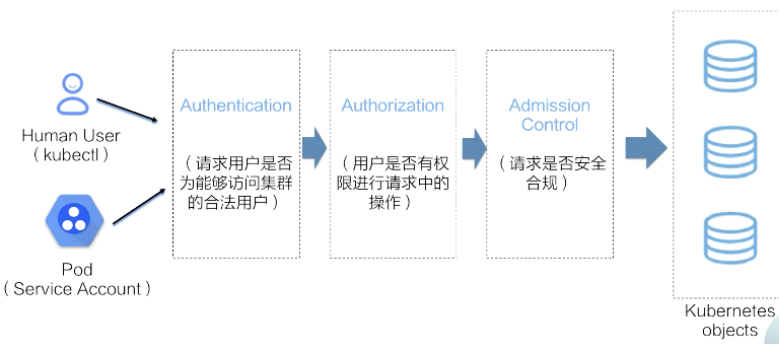 Human User
（kubectl）
Pod
（Service Account）
Authentication
（请求用户是否
为能够访问集群
的合法用户）
Authorization
（用户是否有权
限进行请求中的
操作）
Admission
Control
（请求是否安全
合规）
Kubernetes
objects